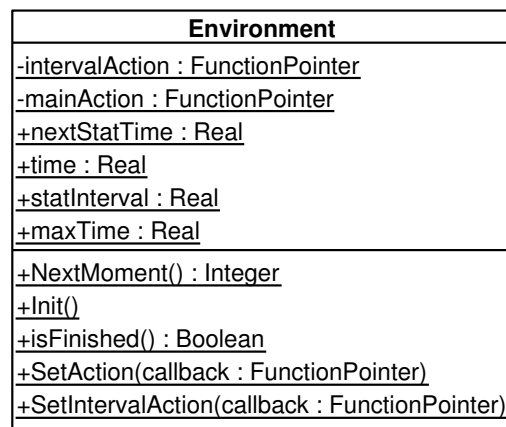 Environment
-intervalAction : FunctionPointer
-mainAction : FunctionPointer
+nextStatTime : Real
+time : Real
+statInterval : Real
+maxTime : Real
+NextMoment() : Integer
+Init()
+isFinished() : Boolean
+SetAction(callback : FunctionPointer)
+SetIntervalAction(callback : FunctionPointer)